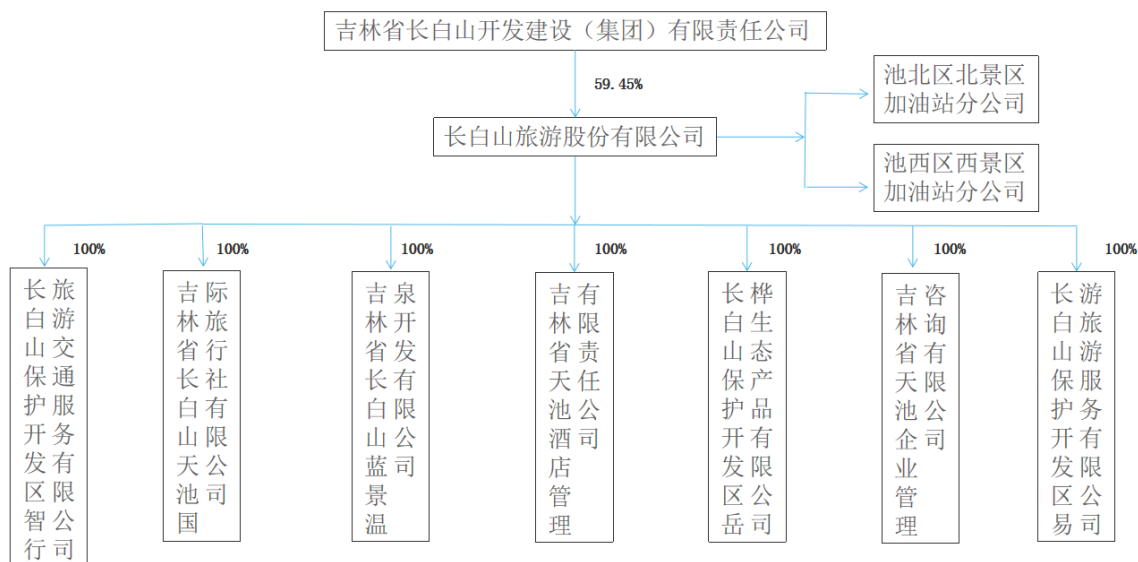 吉林省长白山开发建设（集团）有限责任公司
59.45%
池北区北景区
加油站分公司
长白山旅游股份有限公司
池西区西景区
加油站分公司
100%
100%
100%
100%
100%
100%
100%
长白山保护开发区智行
旅游交通服务有限公司
吉林省长白山天池国
际旅行社有限公司
吉林省长白山蓝景温
泉开发有限公司
吉林省天池酒店管理
有限责任公司
长白山保护开发区岳
桦生态产品有限公司
吉林省天池企业管理
咨询有限公司
长白山保护开发区易
游旅游服务有限公司